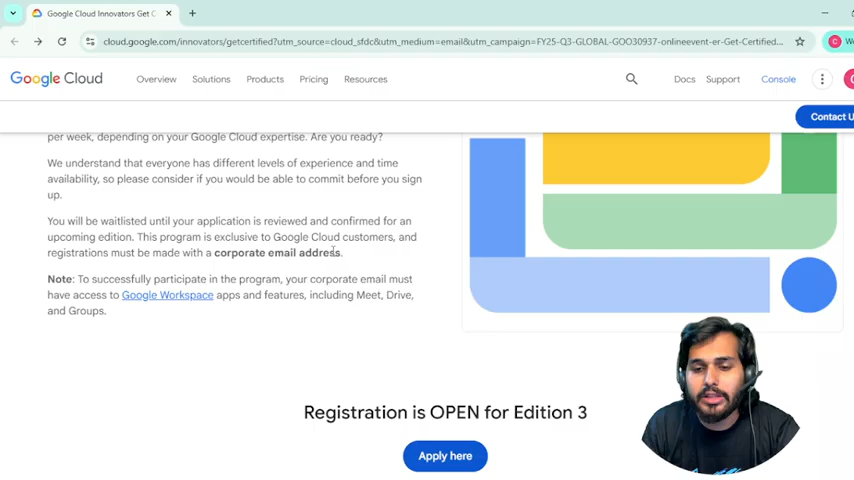 Google Cloud Innovators Get C
cloud.google.com/innovators/getcertified?utm_source=cloud_sfdc&utm_medium=email&utm_campaign=FY25-Q3-GLOBAL-GOO30937-onlineevent-er-Get-Certified...
Google Cloud
Overview
Solutions
Products
Pricing
Resources
Docs
Support
Console
Contact U
per week, depending on your Google Cloud expertise. Are you ready?
We understand that everyone has different levels of experience and time
availability, so please consider if you would be able to commit before you sign
up.
You will be waitlisted until your application is reviewed and confirmed for an
upcoming edition. This program is exclusive to Google Cloud customers, and
registrations must be made with a corporate email address.
Note: To successfully participate in the program, your corporate email must
have access to Google Workspace apps and features, including Meet, Drive,
and Groups.
Registration is OPEN for Edition 3
Apply here